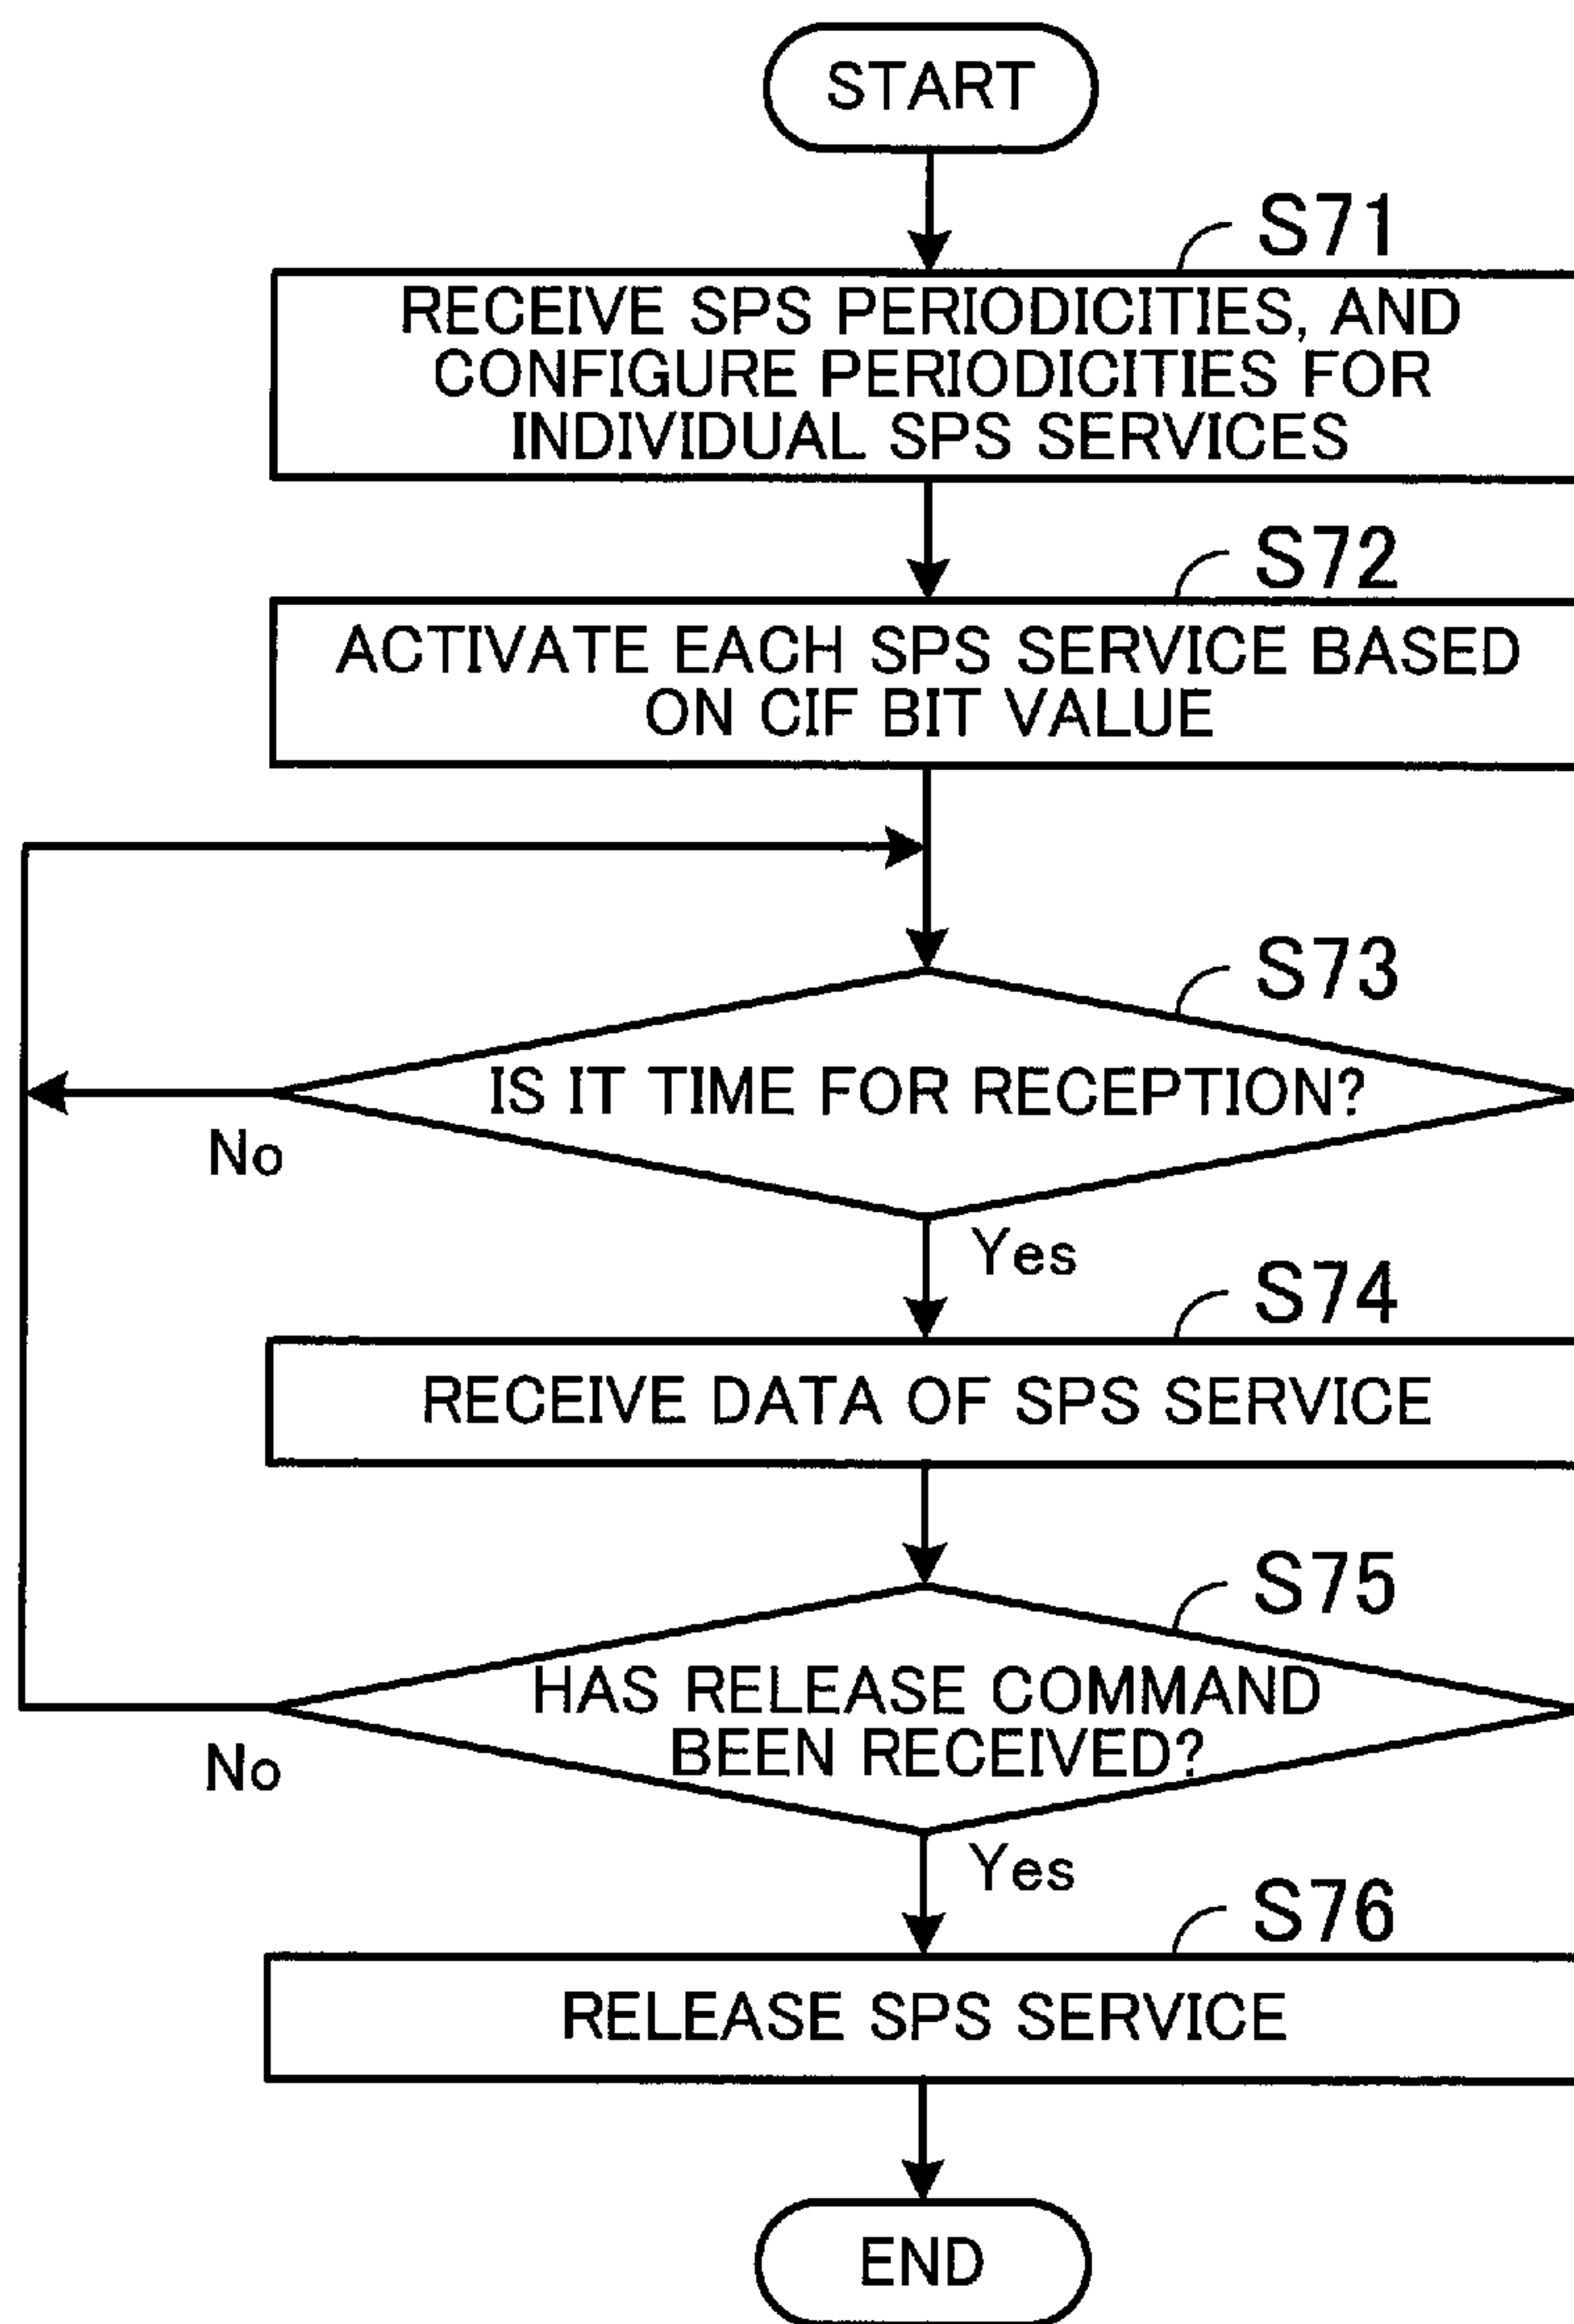 START
S71
RECEIVE SPS PERIODICITIES, AND
CONFIGURE PERIODICITIES FOR
INDIVIDUAL SPS SERVICES
S72
ACTIVATE EACH SPS SERVICE BASED
ON CIF BIT VALUE
S73
IS IT TIME FOR RECEPTION?
No
Yes
S74
RECEIVE DATA OF SPS SERVICE
S75
HAS RELEASE COMMAND
BEEN RECEIVED?
No
Yes
S76
RELEASE SPS SERVICE
END